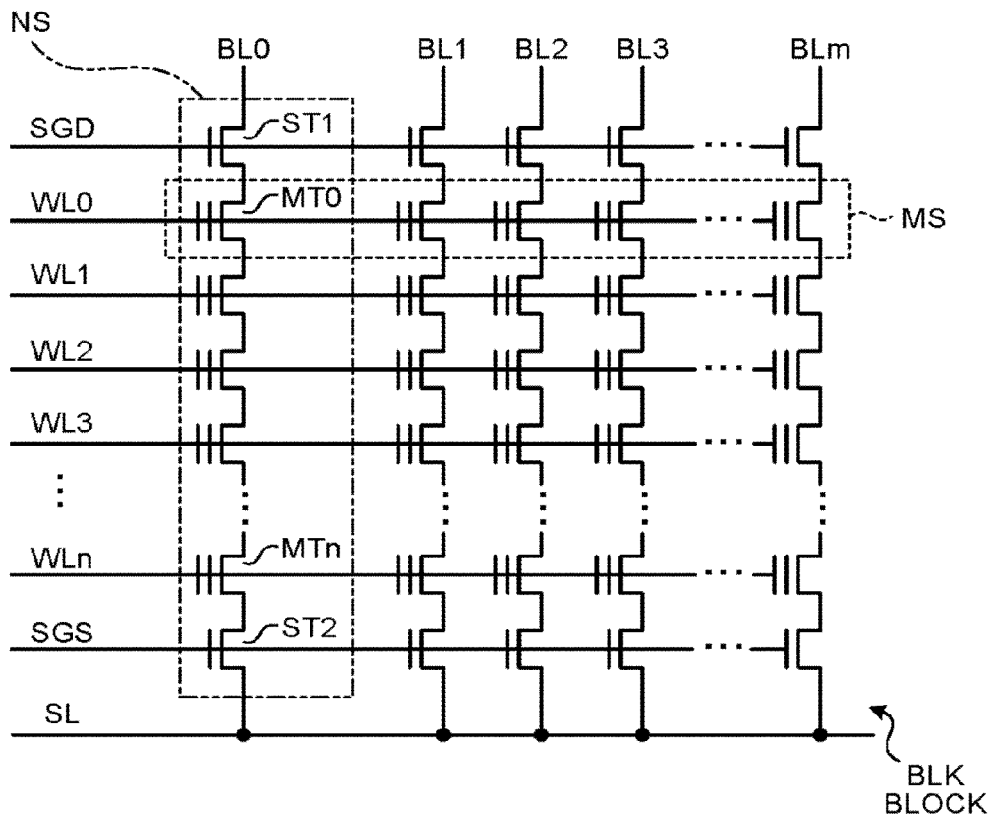 NS
BL0 BL1 BL2 BL3 BLm
SGD ST1
WL0 MT0 MS
WL1
WL2
WL3
WLn MTn
SGS ST2
SL
BLK
BLOCK